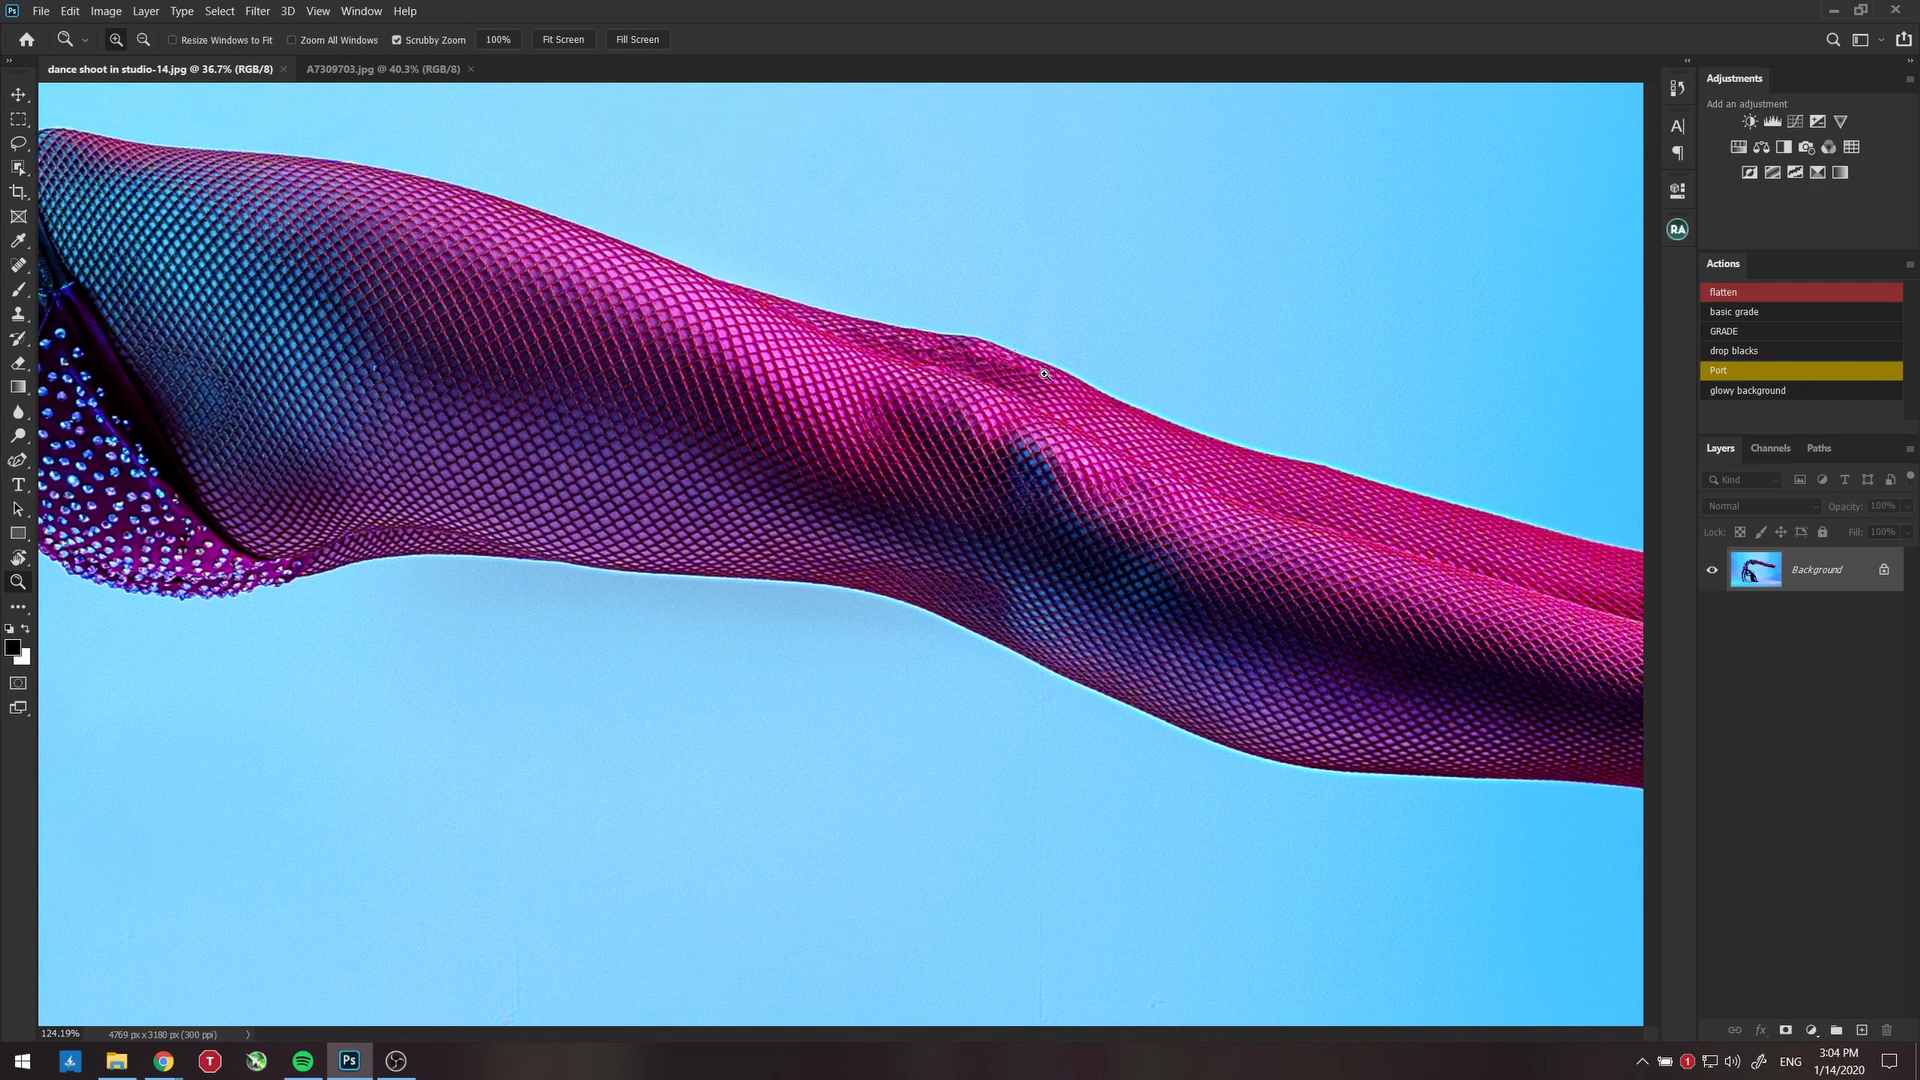 Ps File Edit Image Layer Type Select Filter 3D View Window Help
Resize Windows to Fit Zoom All Windows Scrubby Zoom 100% Fit Screen Fill Screen
dance shoot in studio-14.jpg @ 36.7% (RGB/8) A7309703.jpg @ 40.3% (RGB/8)
Adjustments
Add an adjustment
RA
Actions
flatten
basic grade
GRADE
drop blacks
Port
glowy background
Layers Channels Paths
Kind
Normal Opacity: 100%
Lock: Fill: 100%
Background
124.19% 4769 px x 3180 px (300 ppi)
T Ps 1 ENG 3:04 PM
1/14/2020